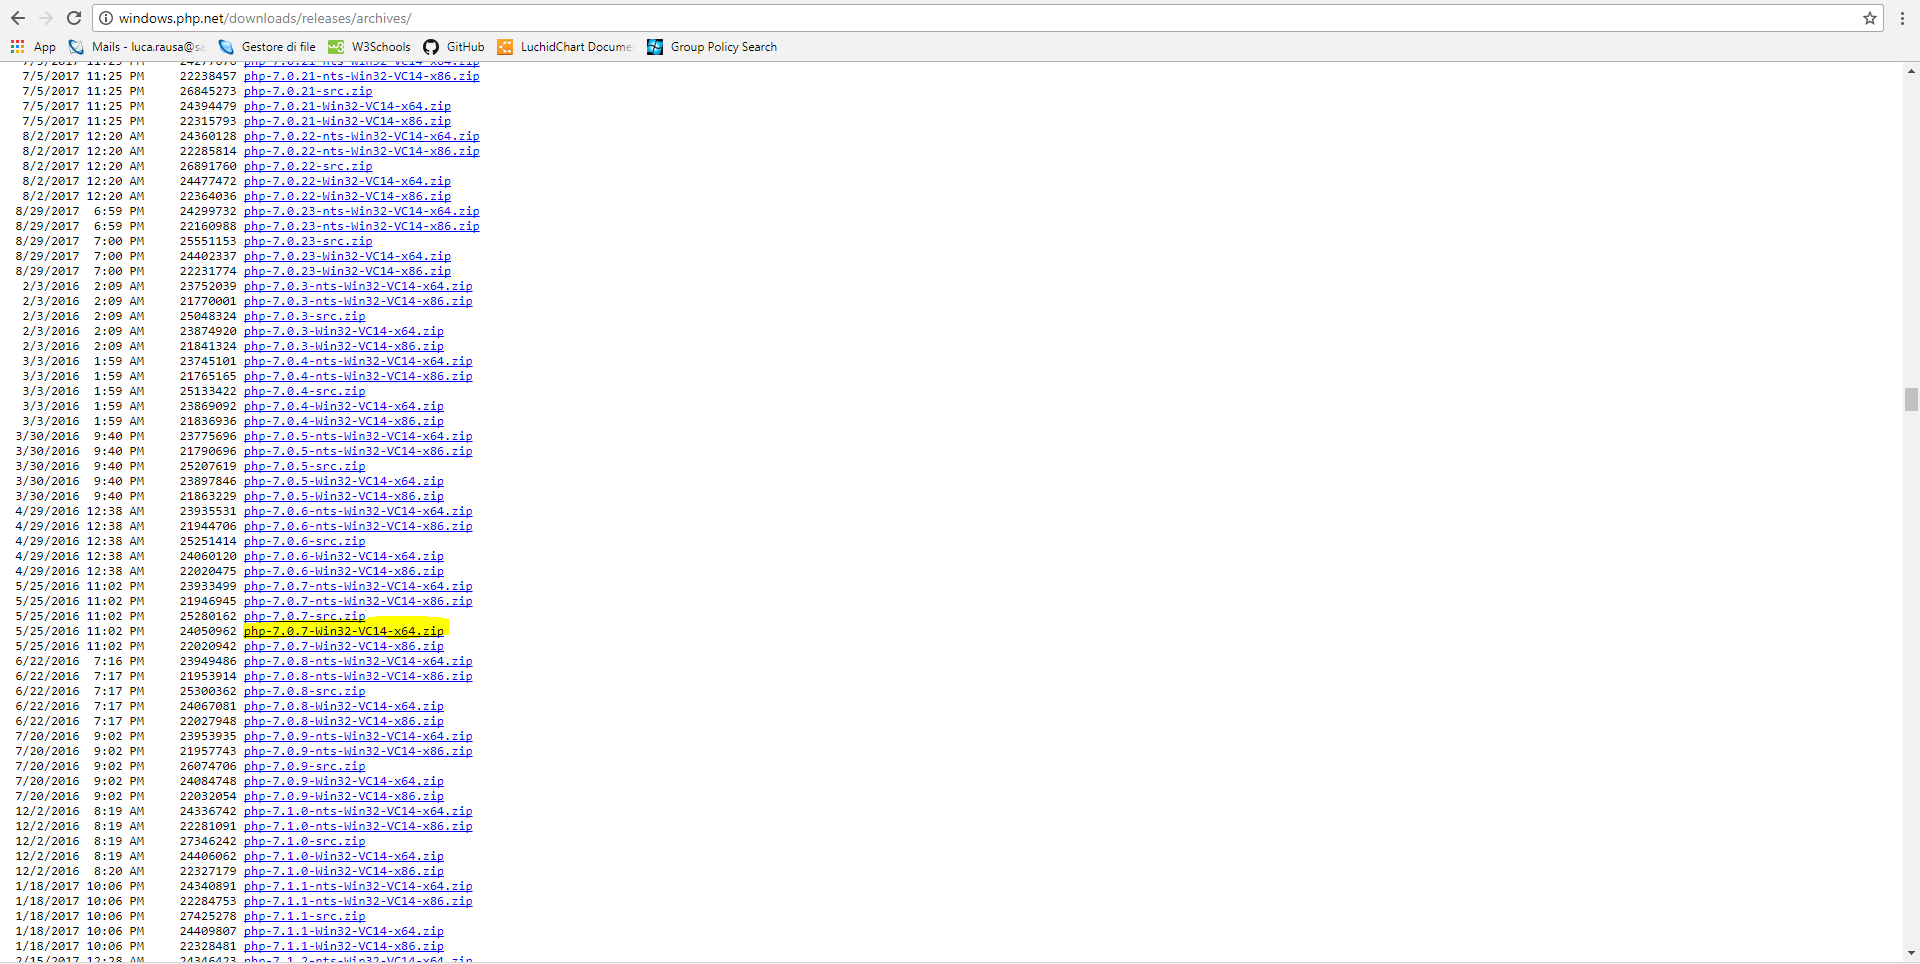 windows.php.net/downloads/releases/archives/
App Mails - luca.rausa@sa Gestore di file W3Schools GitHub LuchidChart Docume Group Policy Search
7/5/2017 11:25 PM 24277076 php-7.0.21-nts-Win32-VC14-x64.zip
7/5/2017 11:25 PM 22238457 php-7.0.21-nts-Win32-VC14-x86.zip
7/5/2017 11:25 PM 26845273 php-7.0.21-src.zip
7/5/2017 11:25 PM 24394479 php-7.0.21-Win32-VC14-x64.zip
7/5/2017 11:25 PM 22315793 php-7.0.21-Win32-VC14-x86.zip
8/2/2017 12:20 AM 24360128 php-7.0.22-nts-Win32-VC14-x64.zip
8/2/2017 12:20 AM 22285814 php-7.0.22-nts-Win32-VC14-x86.zip
8/2/2017 12:20 AM 26891760 php-7.0.22-src.zip
8/2/2017 12:20 AM 24477472 php-7.0.22-Win32-VC14-x64.zip
8/2/2017 12:20 AM 22364036 php-7.0.22-Win32-VC14-x86.zip
8/29/2017 6:59 PM 24299732 php-7.0.23-nts-Win32-VC14-x64.zip
8/29/2017 6:59 PM 22160988 php-7.0.23-nts-Win32-VC14-x86.zip
8/29/2017 7:00 PM 25551153 php-7.0.23-src.zip
8/29/2017 7:00 PM 24402337 php-7.0.23-Win32-VC14-x64.zip
8/29/2017 7:00 PM 22231774 php-7.0.23-Win32-VC14-x86.zip
2/3/2016 2:09 AM 23752039 php-7.0.3-nts-Win32-VC14-x64.zip
2/3/2016 2:09 AM 21770001 php-7.0.3-nts-Win32-VC14-x86.zip
2/3/2016 2:09 AM 25048324 php-7.0.3-src.zip
2/3/2016 2:09 AM 23874920 php-7.0.3-Win32-VC14-x64.zip
2/3/2016 2:09 AM 21841324 php-7.0.3-Win32-VC14-x86.zip
3/3/2016 1:59 AM 23745101 php-7.0.4-nts-Win32-VC14-x64.zip
3/3/2016 1:59 AM 21765165 php-7.0.4-nts-Win32-VC14-x86.zip
3/3/2016 1:59 AM 25133422 php-7.0.4-src.zip
3/3/2016 1:59 AM 23869092 php-7.0.4-Win32-VC14-x64.zip
3/3/2016 1:59 AM 21836936 php-7.0.4-Win32-VC14-x86.zip
3/30/2016 9:40 PM 23775696 php-7.0.5-nts-Win32-VC14-x64.zip
3/30/2016 9:40 PM 21790696 php-7.0.5-nts-Win32-VC14-x86.zip
3/30/2016 9:40 PM 25207619 php-7.0.5-src.zip
3/30/2016 9:40 PM 23897846 php-7.0.5-Win32-VC14-x64.zip
3/30/2016 9:40 PM 21863229 php-7.0.5-Win32-VC14-x86.zip
4/29/2016 12:38 AM 23935531 php-7.0.6-nts-Win32-VC14-x64.zip
4/29/2016 12:38 AM 21944706 php-7.0.6-nts-Win32-VC14-x86.zip
4/29/2016 12:38 AM 25251414 php-7.0.6-src.zip
4/29/2016 12:38 AM 24060120 php-7.0.6-Win32-VC14-x64.zip
4/29/2016 12:38 AM 22020475 php-7.0.6-Win32-VC14-x86.zip
5/25/2016 11:02 PM 23933499 php-7.0.7-nts-Win32-VC14-x64.zip
5/25/2016 11:02 PM 21946945 php-7.0.7-nts-Win32-VC14-x86.zip
5/25/2016 11:02 PM 25280162 php-7.0.7-src.zip
5/25/2016 11:02 PM 24050962 php-7.0.7-Win32-VC14-x64.zip
5/25/2016 11:02 PM 22020942 php-7.0.7-Win32-VC14-x86.zip
6/22/2016 7:16 PM 23949486 php-7.0.8-nts-Win32-VC14-x64.zip
6/22/2016 7:17 PM 21953914 php-7.0.8-nts-Win32-VC14-x86.zip
6/22/2016 7:17 PM 25300362 php-7.0.8-src.zip
6/22/2016 7:17 PM 24067081 php-7.0.8-Win32-VC14-x64.zip
6/22/2016 7:17 PM 22027948 php-7.0.8-Win32-VC14-x86.zip
7/20/2016 9:02 PM 23953935 php-7.0.9-nts-Win32-VC14-x64.zip
7/20/2016 9:02 PM 21957743 php-7.0.9-nts-Win32-VC14-x86.zip
7/20/2016 9:02 PM 26074706 php-7.0.9-src.zip
7/20/2016 9:02 PM 24084748 php-7.0.9-Win32-VC14-x64.zip
7/20/2016 9:02 PM 22032054 php-7.0.9-Win32-VC14-x86.zip
12/2/2016 8:19 AM 24336742 php-7.1.0-nts-Win32-VC14-x64.zip
12/2/2016 8:19 AM 22281091 php-7.1.0-nts-Win32-VC14-x86.zip
12/2/2016 8:19 AM 27346242 php-7.1.0-src.zip
12/2/2016 8:19 AM 24406062 php-7.1.0-Win32-VC14-x64.zip
12/2/2016 8:20 AM 22327179 php-7.1.0-Win32-VC14-x86.zip
1/18/2017 10:06 PM 24340891 php-7.1.1-nts-Win32-VC14-x64.zip
1/18/2017 10:06 PM 22284753 php-7.1.1-nts-Win32-VC14-x86.zip
1/18/2017 10:06 PM 27425278 php-7.1.1-src.zip
1/18/2017 10:06 PM 24409807 php-7.1.1-Win32-VC14-x64.zip
1/18/2017 10:06 PM 22328481 php-7.1.1-Win32-VC14-x86.zip
2/15/2017 12:28 AM 24346423 php-7.1.2-nts-Win32-VC14-x64.zip